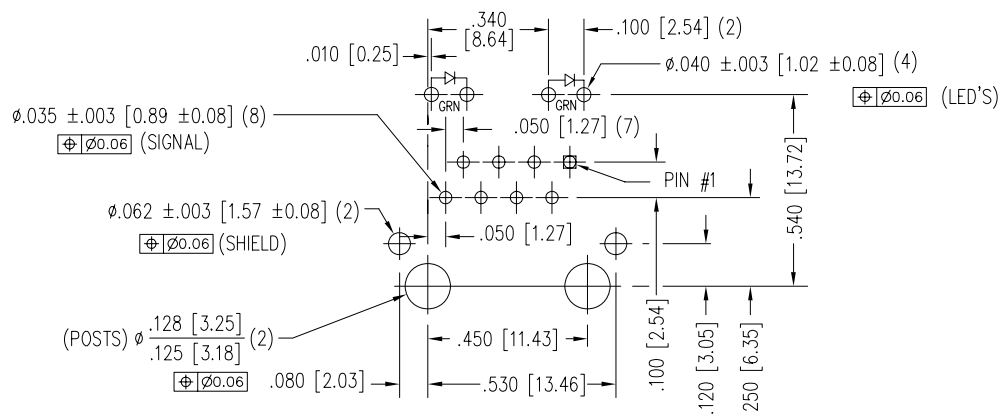 .340
[8.64]
.100 [2.54] (2)
.010 [0.25]
ø.040 ±.003 [1.02 ±0.08] (4)
⌖ Ø0.06 (LED'S)
GRN
GRN
ø.035 ±.003 [0.89 ±0.08] (8)
⌖ Ø0.06 (SIGNAL)
.050 [1.27] (7)
PIN #1
.540 [13.72]
ø.062 ±.003 [1.57 ±0.08] (2)
⌖ Ø0.06 (SHIELD)
.050 [1.27]
(POSTS) ø .128 [3.25] (2)
.125 [3.18]
⌖ Ø0.06
.450 [11.43]
.080 [2.03]
.530 [13.46]
.100 [2.54]
.120 [3.05]
.250 [6.35]